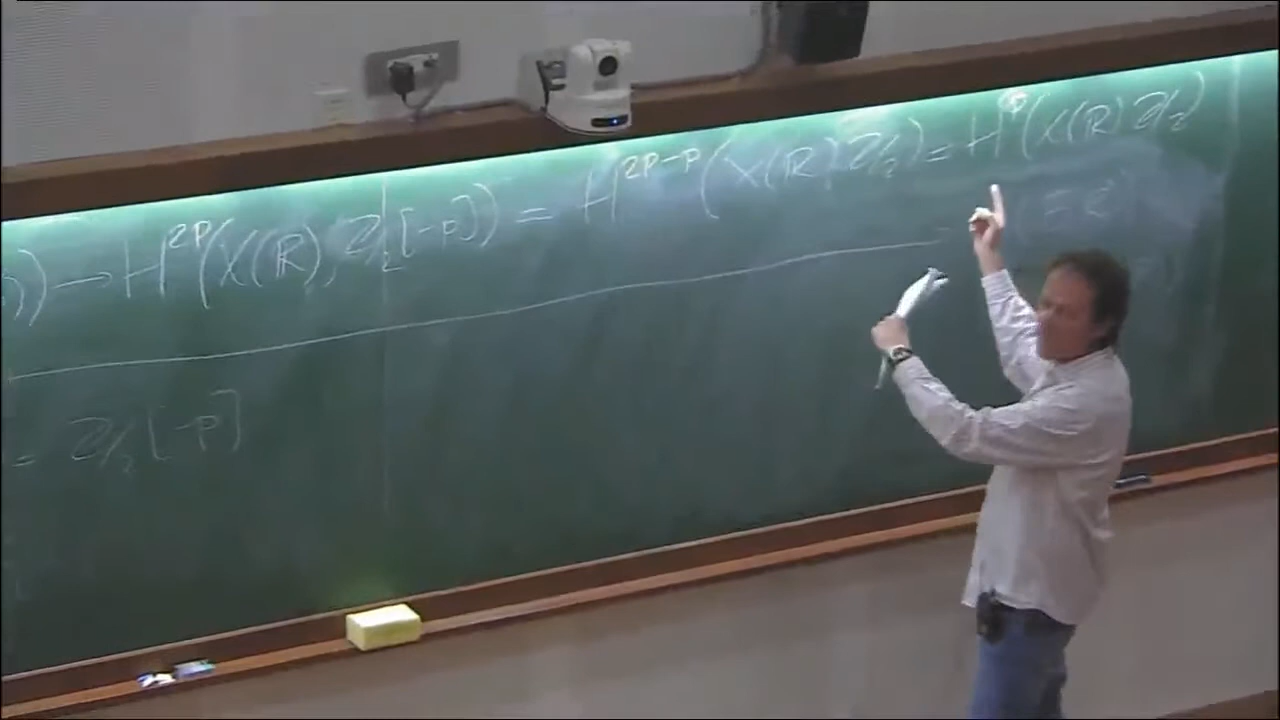 )) → H^{2p}(X(ℝ), ℤ/2[-p]) = H^{2p-p}(X(ℝ) ℤ/2) = H^p(X(ℝ) ℤ/2)
= ℤ/2 [-p]